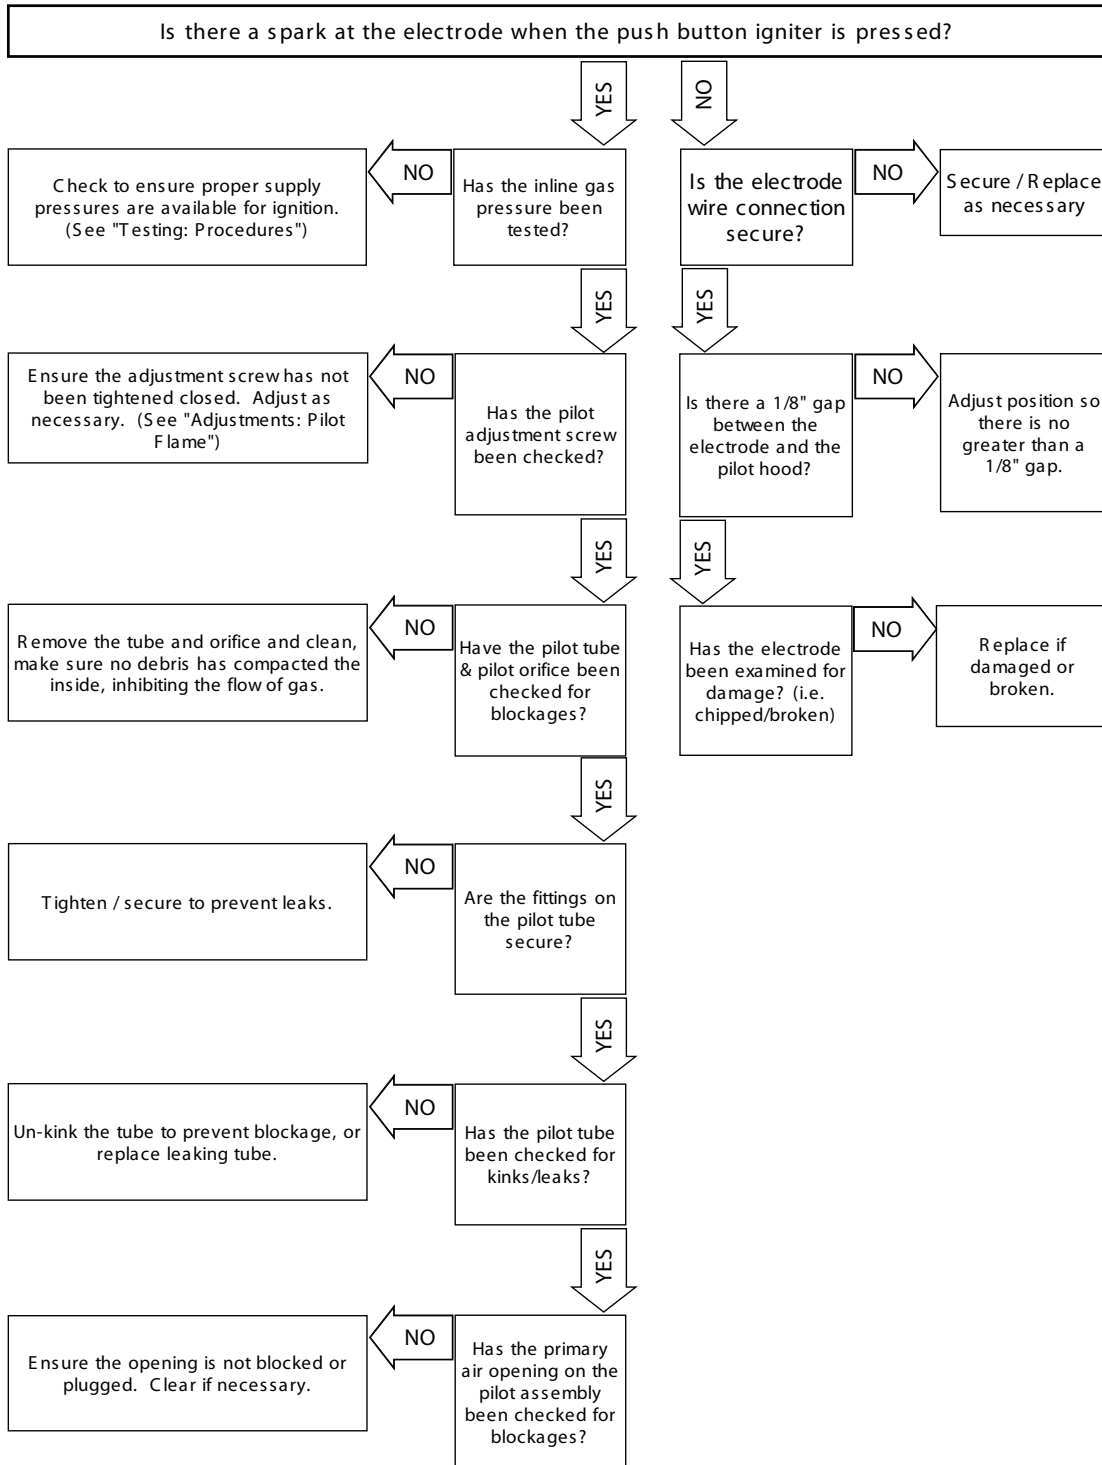 Is there a spark at the electrode when the push button igniter is pressed?
YES
NO
Check to ensure proper supply
pressures are available for ignition.
(See "Testing: Procedures")
NO
Has the inline gas
pressure been
tested?
Is the electrode
wire connection
secure?
NO
Secure / Replace
as necessary
YES
YES
Ensure the adjustment screw has not
been tightened closed. Adjust as
necessary. (See "Adjustments: Pilot
Flame")
NO
Has the pilot
adjustment screw
been checked?
Is there a 1/8" gap
between the
electrode and the
pilot hood?
NO
Adjust position so
there is no
greater than a
1/8" gap.
YES
YES
Remove the tube and orifice and clean,
make sure no debris has compacted the
inside, inhibiting the flow of gas.
NO
Have the pilot tube
& pilot orifice been
checked for
blockages?
Has the electrode
been examined for
damage? (i.e.
chipped/broken)
NO
Replace if
damaged or
broken.
YES
Tighten / secure to prevent leaks.
NO
Are the fittings on
the pilot tube
secure?
YES
Un-kink the tube to prevent blockage, or
replace leaking tube.
NO
Has the pilot tube
been checked for
kinks/leaks?
YES
Ensure the opening is not blocked or
plugged. Clear if necessary.
NO
Has the primary
air opening on the
pilot assembly
been checked for
blockages?